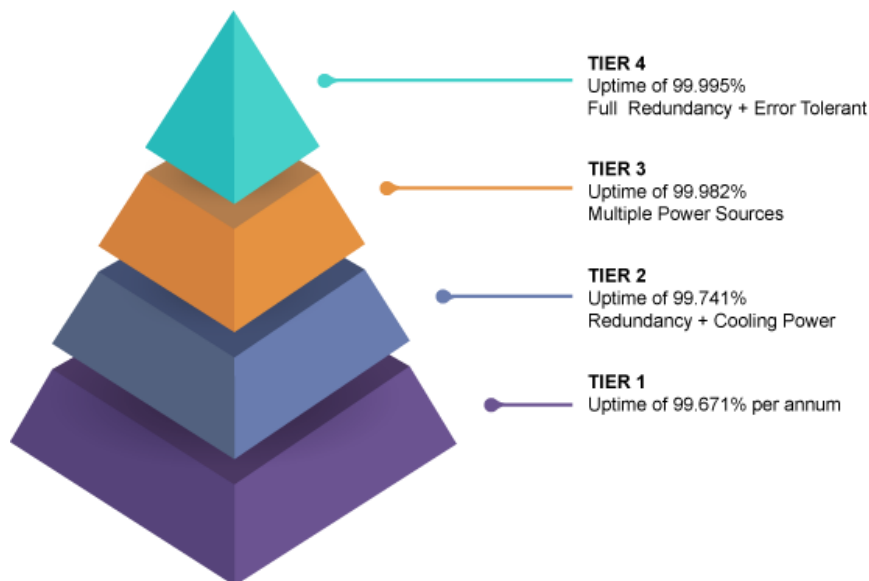 TIER 4
Uptime of 99.995%
Full Redundancy + Error Tolerant
TIER 3
Uptime of 99.982%
Multiple Power Sources
TIER 2
Uptime of 99.741%
Redundancy + Cooling Power
TIER 1
Uptime of 99.671% per annum